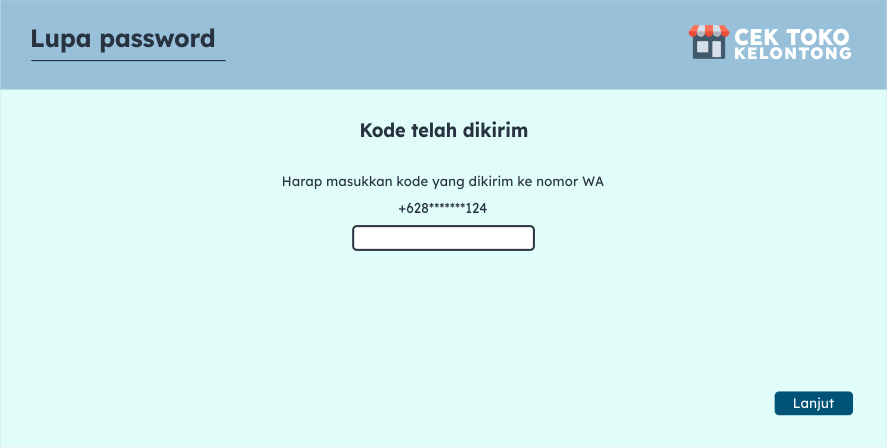 Lupa password
CEK TOKO
KELONTONG
Kode telah dikirim
Harap masukkan kode yang dikirim ke nomor WA
+628*******124
Lanjut